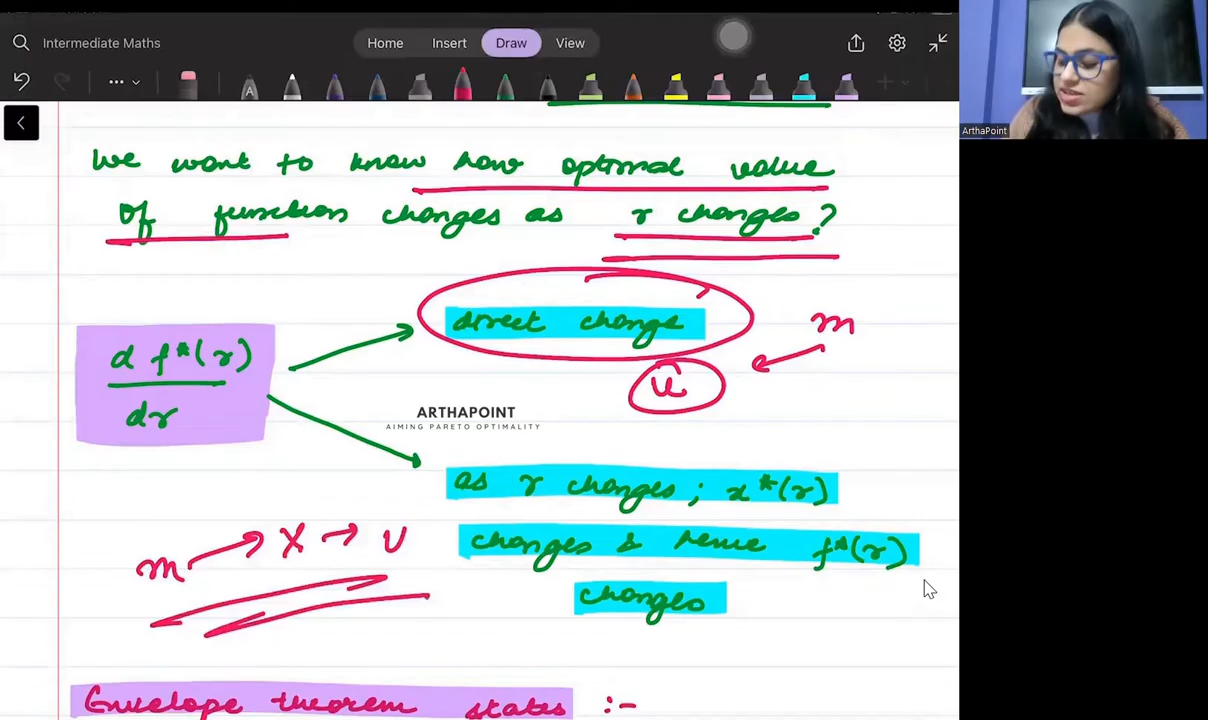 Intermediate Maths
Home Insert Draw View
A
ArthaPoint
We want to know how optimal value
of function changes as r changes?
direct change
m
d f*(r)
dr
u
ARTHAPOINT
AIMING PARETO OPTIMALITY
as r changes; x*(r)
changes & hence f*(r)
changes
m → X → U
Envelope theorem states :-